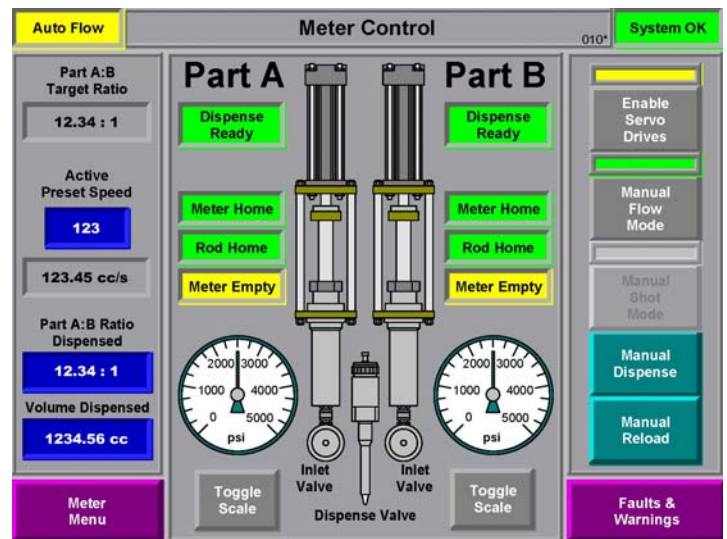 Auto Flow
Meter Control
010*
System OK
Part A:B
Target Ratio
12.34 : 1
Active
Preset Speed
123
123.45 cc/s
Part A:B Ratio
Dispensed
12.34 : 1
Volume Dispensed
1234.56 cc
Meter
Menu
Part A
Part B
Dispense
Ready
Dispense
Ready
Meter Home
Meter Home
Rod Home
Rod Home
Meter Empty
Meter Empty
2000 3000
1000 4000
0 5000
psi
2000 3000
1000 4000
0 5000
psi
Inlet
Valve
Inlet
Valve
Toggle
Scale
Dispense Valve
Toggle
Scale
Enable
Servo
Drives
Manual
Flow
Mode
Manual
Shot
Mode
Manual
Dispense
Manual
Reload
Faults &
Warnings